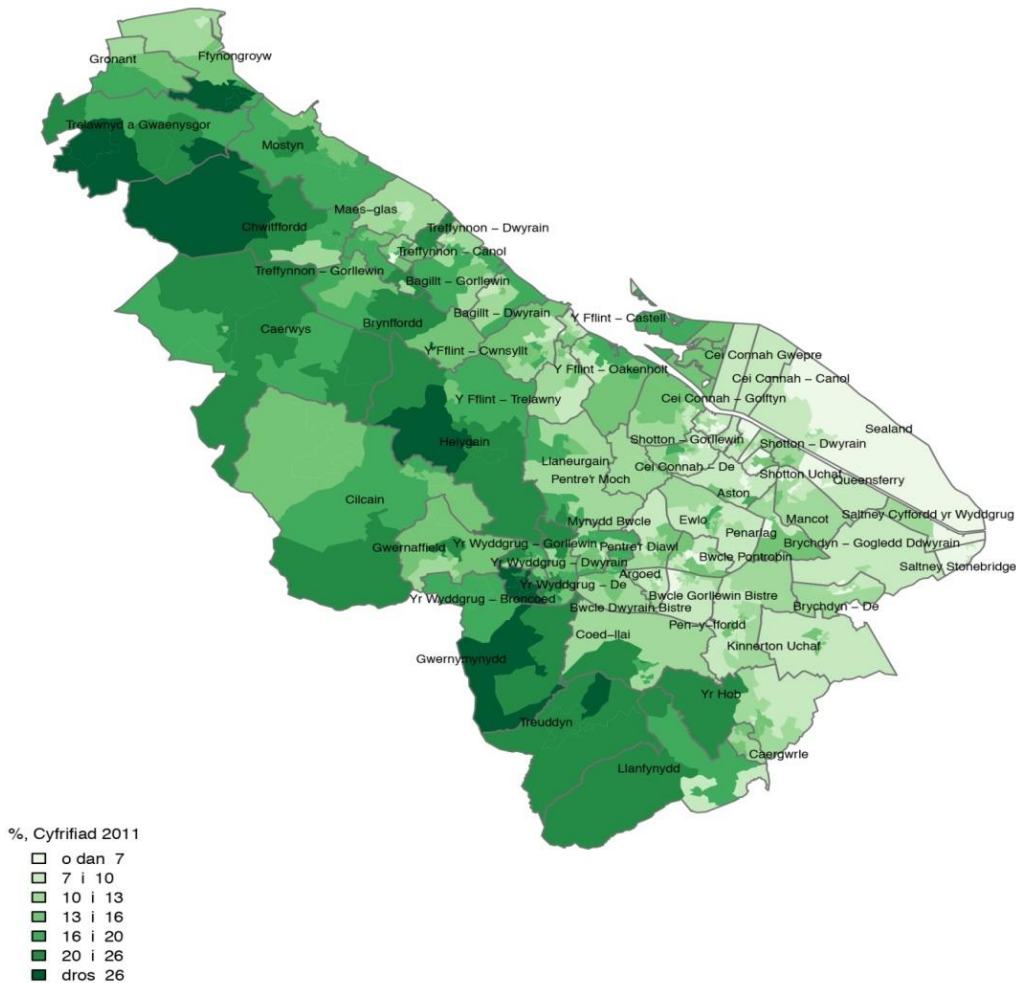 Gronant
Ffynongroyw
Trelawnyd a Gwaenysgor
Mostyn
Maes-glas
Chwitffordd
Treffynnon - Dwyrain
Treffynnon - Canol
Treffynnon - Gorllewin
Bagillt - Gorllewin
Bagillt - Dwyrain
Brynffordd
Caerwys
Y Fflint - Castell
Y Fflint - Cwnsyllt
Y Fflint - Oakenholt
Cei Connah Gwepre
Cei Connah - Canol
Y Fflint - Trelawny
Cei Connah - Golftyn
Sealand
Helygain
Shotton - Gorllewin
Shotton - Dwyrain
Llaneurgain
Cei Connah - De
Shotton Uchaf
Pentre'r Moch
Queensferry
Aston
Cilcain
Saltney Cyffordd yr Wyddgrug
Mynydd Bwcle
Ewlo
Mancot
Penarlag
Gwernaffield
Yr Wyddgrug - Gorllewin
Pentre'r Diawl
Brychdyn - Gogledd Ddwyrain
Bwcle Pontrobin
Yr Wyddgrug - Dwyrain
Saltney Stonebridge
Argoed
Yr Wyddgrug - De
Yr Wyddgrug - Broncoed
Bwcle Gorllewin Bistre
Bwcle Dwyrain Bistre
Brychdyn - De
Pen-y-ffordd
Coed-llai
Kinnerton Uchaf
Gwernymynydd
Yr Hob
Treuddyn
Caergwrle
Llanfynydd
%, Cyfrifiad 2011
o dan 7
7 i 10
10 i 13
13 i 16
16 i 20
20 i 26
dros 26